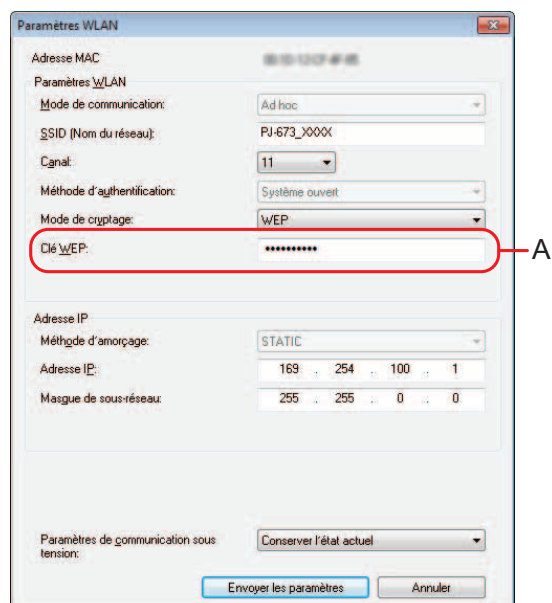 Paramètres WLAN
Adresse MAC
Paramètres WLAN
Mode de communication: Ad hoc
SSID (Nom du réseau): PJ-673_XXXX
Canal: 11
Méthode d'authentification: Système ouvert
Mode de cryptage: WEP
Clé WEP: ••••••••••
A
Adresse IP
Méthode d'amorçage: STATIC
Adresse IP: 169 . 254 . 100 . 1
Masgue de sous-réseau: 255 . 255 . 0 . 0
Paramètres de communication sous tension: Conserver l'état actuel
Envoyer les paramètres Annuler